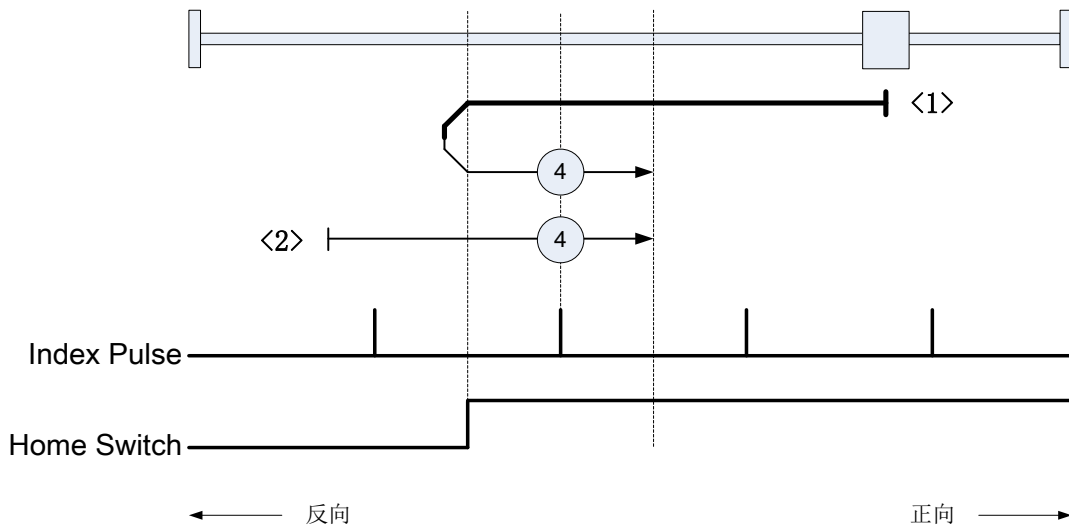 <1>
4
<2>
4
Index Pulse
Home Switch
反向
正向